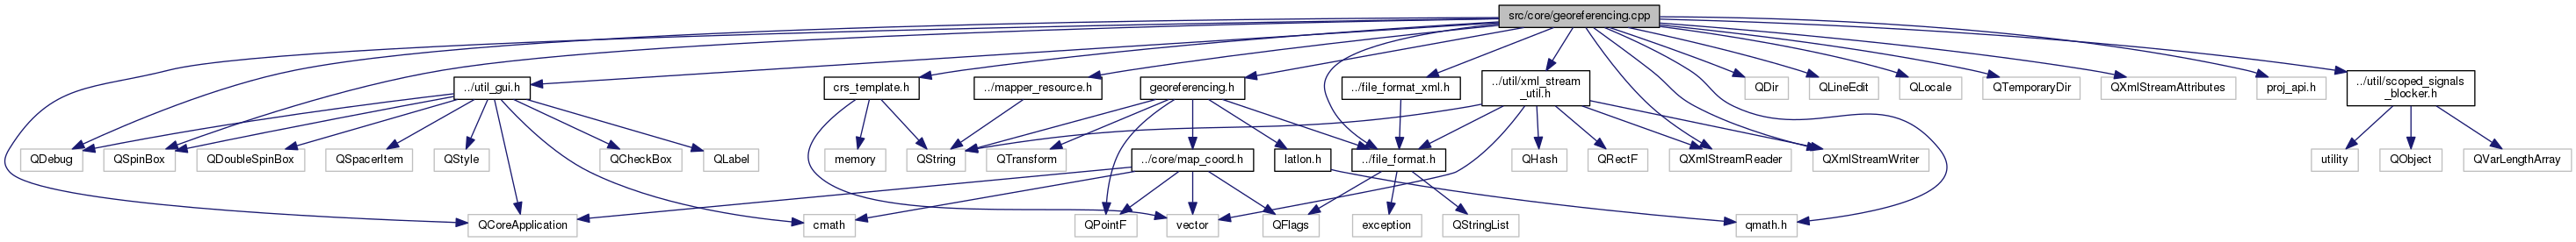 src/core/georeferencing.cpp
../util_gui.h
crs_template.h
../mapper_resource.h
georeferencing.h
../file_format_xml.h
../util/xml_stream
_util.h
QDir
QLineEdit
QLocale
QTemporaryDir
QXmlStreamAttributes
proj_api.h
../util/scoped_signals
_blocker.h
QDebug
QSpinBox
QDoubleSpinBox
QSpacerItem
QStyle
QCheckBox
QLabel
memory
QString
QTransform
../core/map_coord.h
latlon.h
../file_format.h
QHash
QRectF
QXmlStreamReader
QXmlStreamWriter
utility
QObject
QVarLengthArray
QCoreApplication
cmath
QPointF
vector
QFlags
exception
QStringList
qmath.h